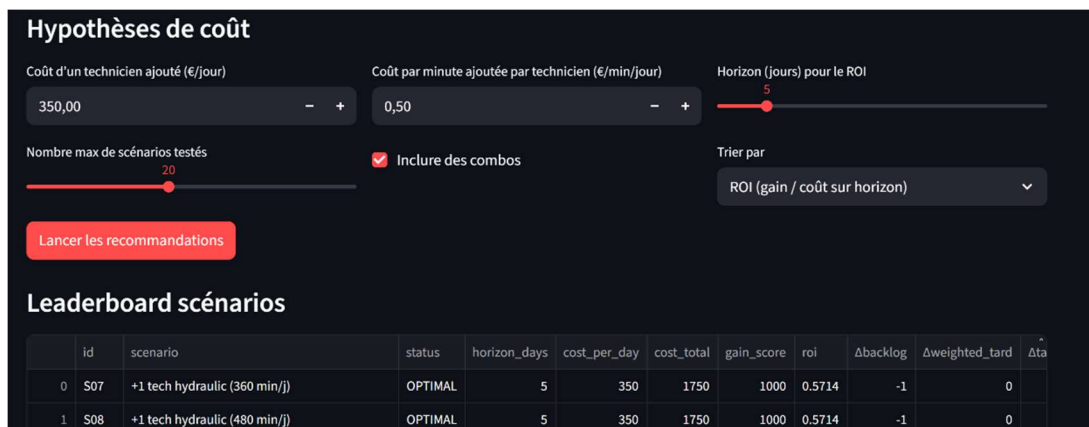 Hypothèses de coût
Coût d'un technicien ajouté (€/jour) Coût par minute ajoutée par technicien (€/min/jour) Horizon (jours) pour le ROI
5
350,00 − + 0,50 − +
Nombre max de scénarios testés Inclure des combos Trier par
20
ROI (gain / coût sur horizon)
Lancer les recommandations
Leaderboard scénarios
id scenario status horizon_days cost_per_day cost_total gain_score roi Δbacklog Δweighted_tard Δta
0 S07 +1 tech hydraulic (360 min/j) OPTIMAL 5 350 1750 1000 0.5714 -1 0
1 S08 +1 tech hydraulic (480 min/j) OPTIMAL 5 350 1750 1000 0.5714 -1 0